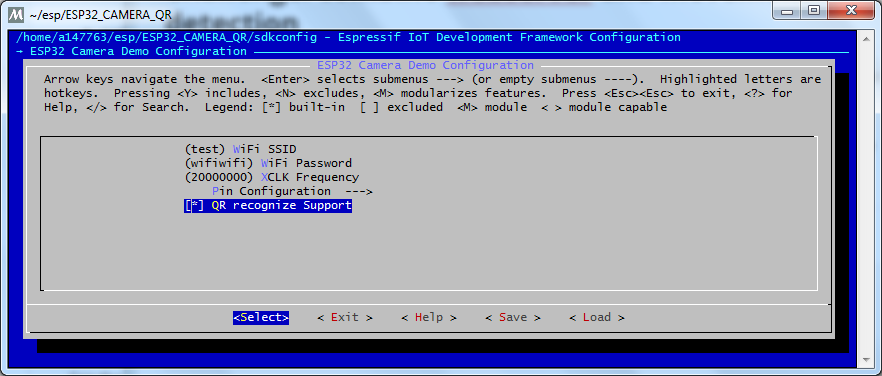 ~/esp/ESP32_CAMERA_QR
detection
/home/a147763/esp/ESP32_CAMERA_QR/sdkconfig - Espressif IoT Development Framework Configuration
→ ESP32 Camera Demo Configuration
ESP32 Camera Demo Configuration
Arrow keys navigate the menu.  <Enter> selects submenus ---> (or empty submenus ----).  Highlighted letters are
hotkeys.  Pressing <Y> includes, <N> excludes, <M> modularizes features.  Press <Esc><Esc> to exit, <?> for
Help, </> for Search.  Legend: [*] built-in  [ ] excluded  <M> module  < > module capable
(test) WiFi SSID
(wifiwifi) WiFi Password
(20000000) XCLK Frequency
Pin Configuration  --->
[*] QR recognize Support
<Select>    < Exit >    < Help >    < Save >    < Load >